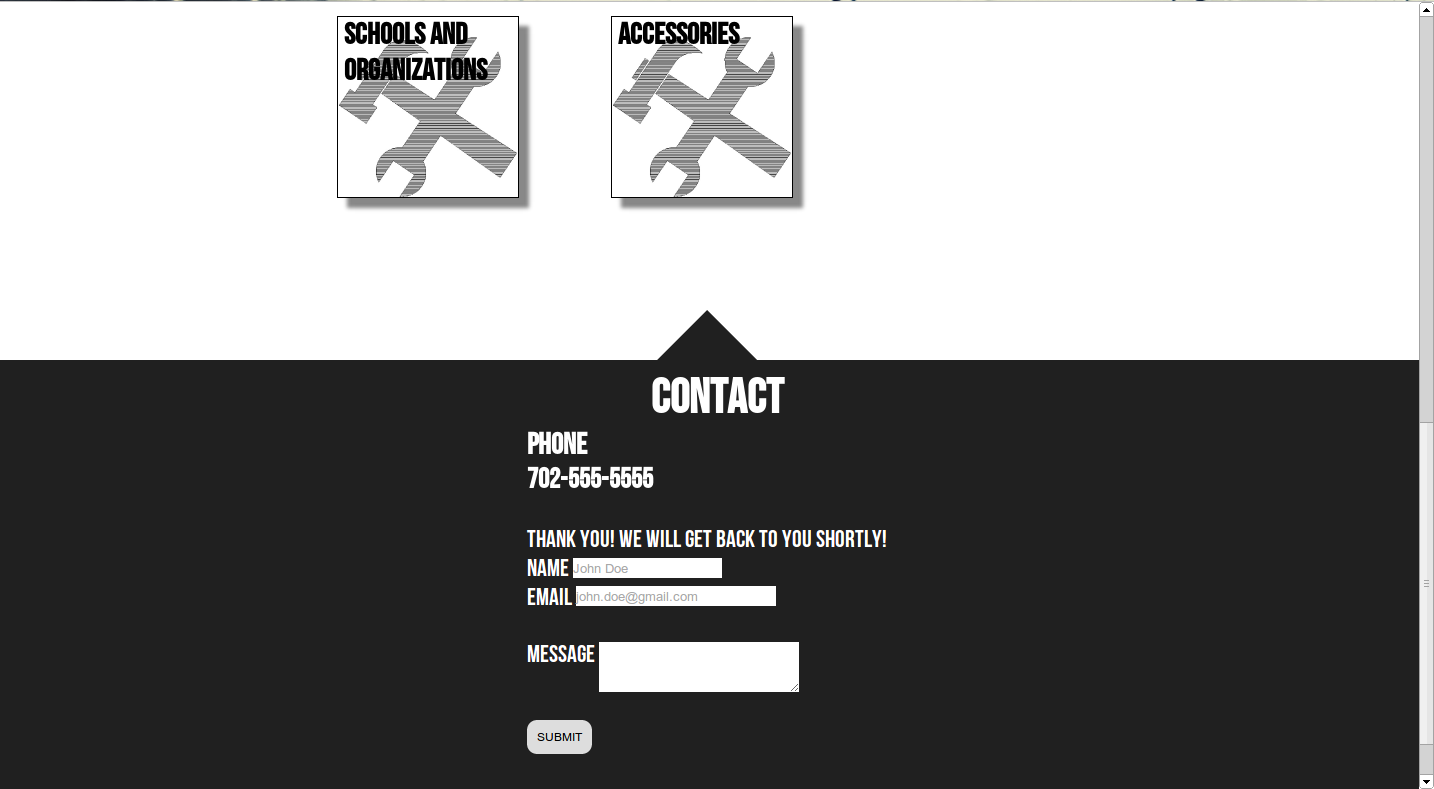 SCHOOLS AND
ORGANIZATIONS
ACCESSORIES
CONTACT
PHONE
702-555-5555
THANK YOU! WE WILL GET BACK TO YOU SHORTLY!
NAME John Doe
EMAIL john.doe@gmail.com
MESSAGE
SUBMIT